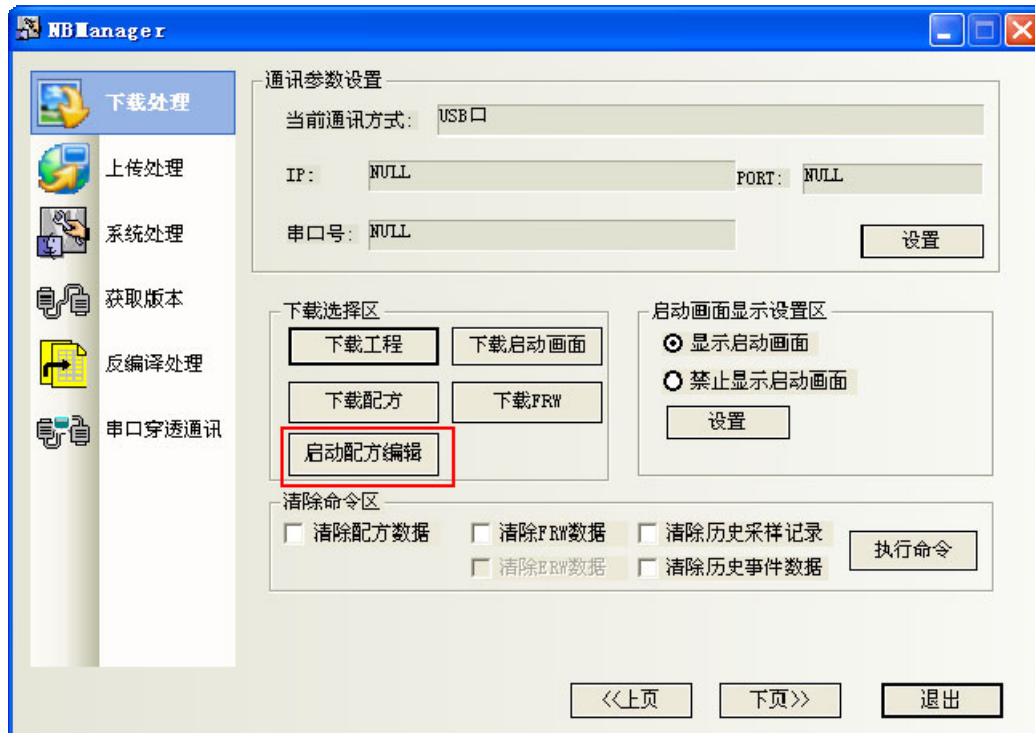 NBManager
下载处理
上传处理
系统处理
获取版本
反编译处理
串口穿透通讯
通讯参数设置
当前通讯方式: USB口
IP: NULL PORT: NULL
串口号: NULL 设置
下载选择区
下载工程 下载启动画面
下载配方 下载FRW
启动配方编辑
启动画面显示设置区
显示启动画面
禁止显示启动画面
设置
清除命令区
清除配方数据 清除FRW数据 清除历史采样记录 执行命令
清除ERW数据 清除历史事件数据
<<上页 下页>> 退出